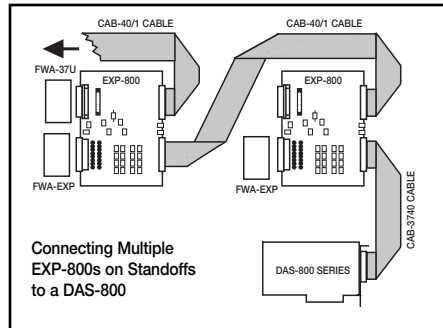 CAB-40/1 CABLE
CAB-40/1 CABLE
FWA-37U
EXP-800
EXP-800
FWA-EXP
FWA-EXP
CAB-3740 CABLE
Connecting Multiple
EXP-800s on Standoffs
to a DAS-800
DAS-800 SERIES